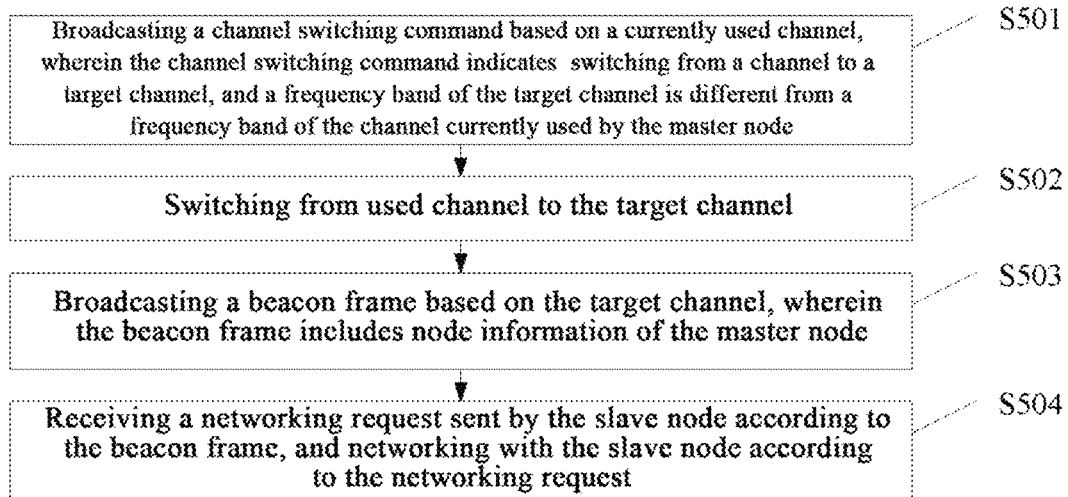 Broadcasting a channel switching command based on a currently used channel,
wherein the channel switching command indicates switching from a channel to a
target channel, and a frequency band of the target channel is different from a
frequency band of the channel currently used by the master node
S501
Switching from used channel to the target channel
S502
Broadcasting a beacon frame based on the target channel, wherein
the beacon frame includes node information of the master node
S503
Receiving a networking request sent by the slave node according to
the beacon frame, and networking with the slave node according
to the networking request
S504